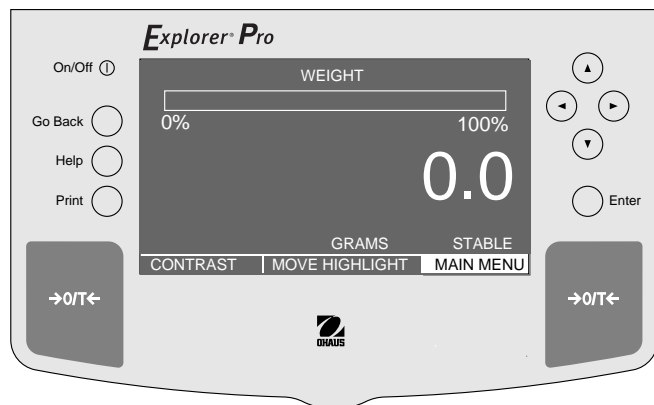 Explorer® Pro
On/Off
WEIGHT
Go Back
0% 100%
Help
0.0
Print
Enter
GRAMS STABLE
CONTRAST MOVE HIGHLIGHT MAIN MENU
→0/T← →0/T←
OHAUS